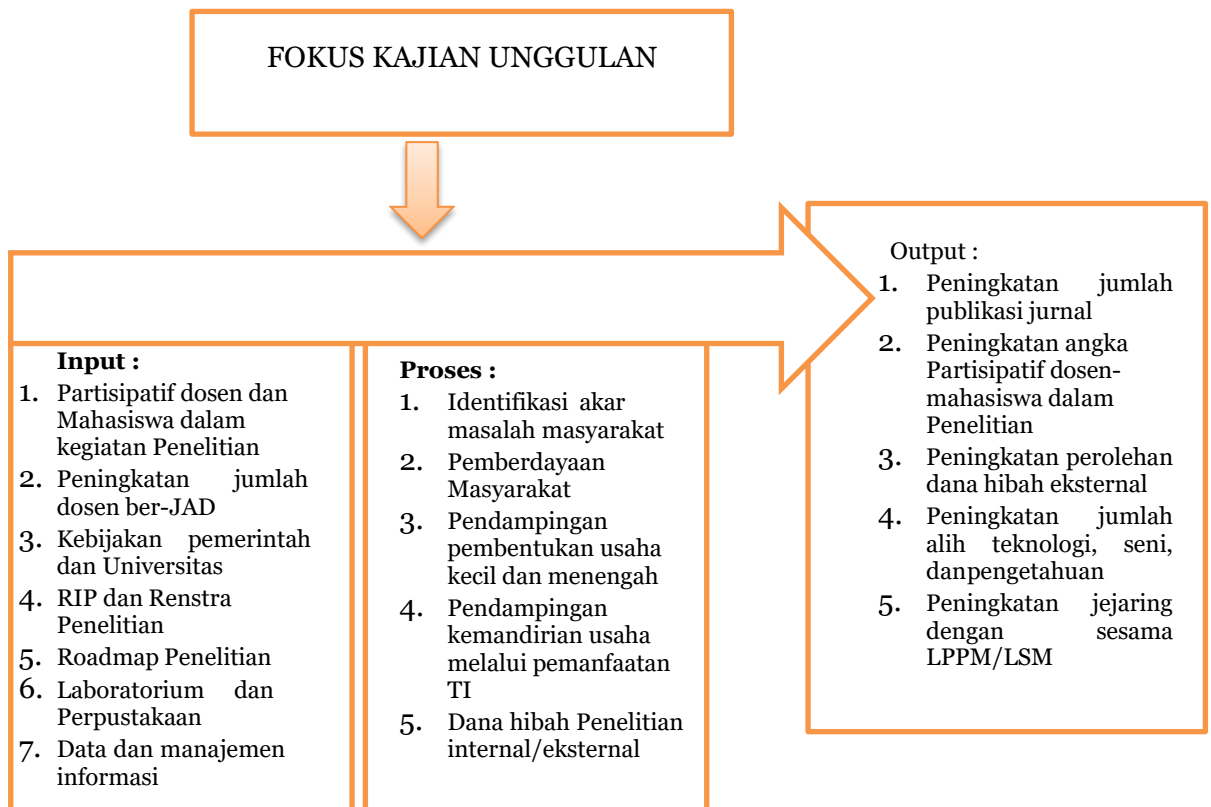 FOKUS KAJIAN UNGGULAN
Input :
1. Partisipatif dosen dan
Mahasiswa dalam
kegiatan Penelitian
2. Peningkatan jumlah
dosen ber-JAD
3. Kebijakan pemerintah
dan Universitas
4. RIP dan Renstra
Penelitian
5. Roadmap Penelitian
6. Laboratorium dan
Perpustakaan
7. Data dan manajemen
informasi
Proses :
1. Identifikasi akar
masalah masyarakat
2. Pemberdayaan
Masyarakat
3. Pendampingan
pembentukan usaha
kecil dan menengah
4. Pendampingan
kemandirian usaha
melalui pemanfaatan
TI
5. Dana hibah Penelitian
internal/eksternal
Output :
1. Peningkatan jumlah
publikasi jurnal
2. Peningkatan angka
Partisipatif dosen-
mahasiswa dalam
Penelitian
3. Peningkatan perolehan
dana hibah eksternal
4. Peningkatan jumlah
alih teknologi, seni,
danpengetahuan
5. Peningkatan jejaring
dengan sesama
LPPM/LSM